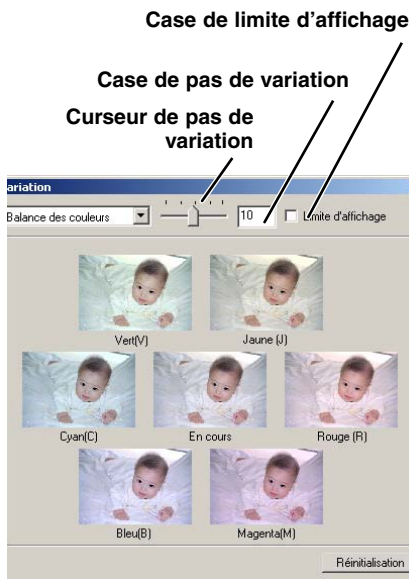 Case de limite d’affichage
Case de pas de variation
Curseur de pas de
variation
ariation
Balance des couleurs 10 Limite d'affichage
Vert(V) Jaune (J)
Cyan(C) En cours Rouge (R)
Bleu(B) Magenta(M)
Réinitialisation